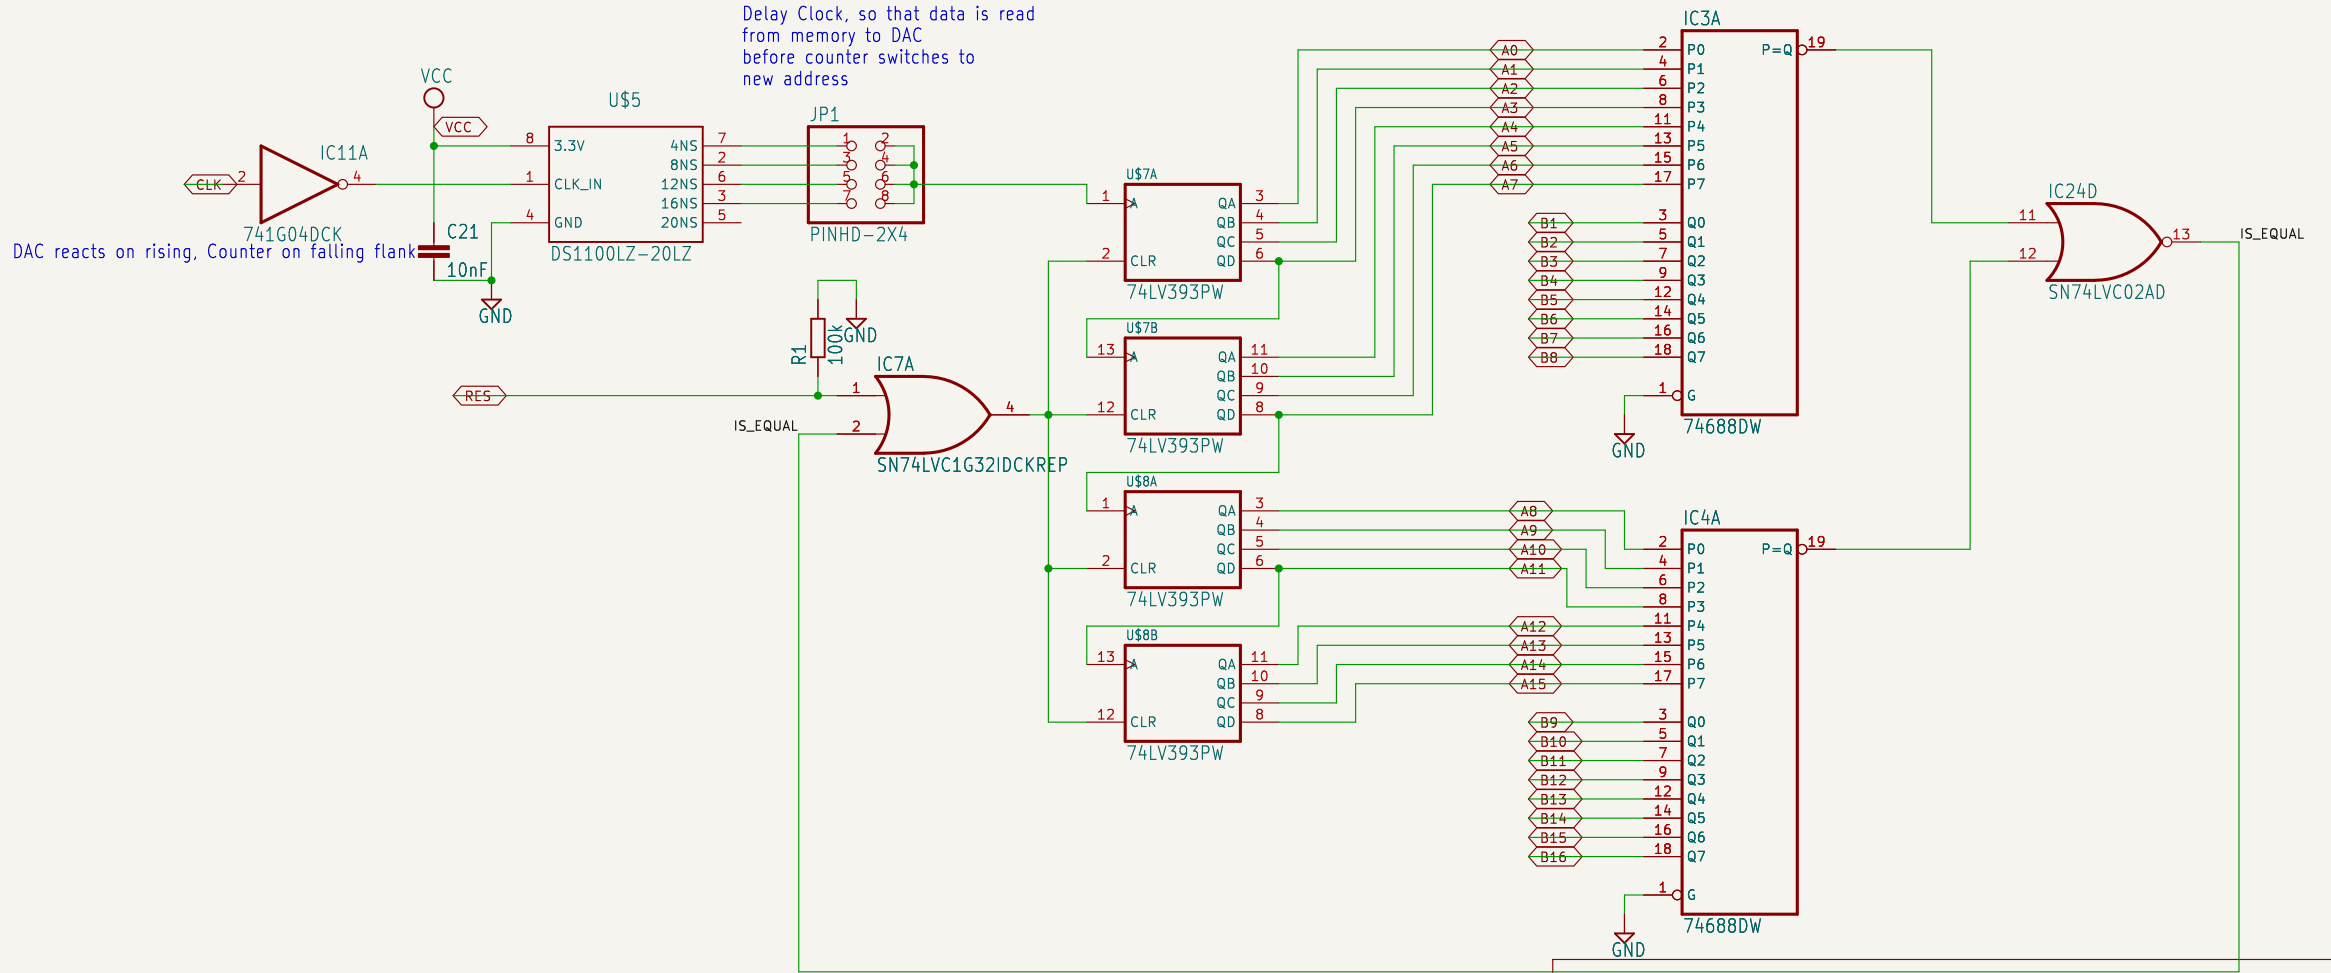 Delay Clock, so that data is read
from memory to DAC
before counter switches to
new address
VCC
VCC
CLK
2
IC11A
4
741G04DCK
DAC reacts on rising, Counter on falling flank
C21
10nF
GND
U$5
8 3.3V 4NS 7
8NS 2
1 CLK_IN 12NS 6
16NS 3
4 GND 20NS 5
DS1100LZ-20LZ
JP1
1 2
3 4
5 6
7 8
PINHD-2X4
R1
100k
GND
RES
IS_EQUAL
IC7A
1
2
4
SN74LVC1G32IDCKREP
U$7A
1 A QA 3
QB 4
QC 5
2 CLR QD 6
74LV393PW
U$7B
13 A QA 11
QB 10
QC 9
12 CLR QD 8
74LV393PW
U$8A
1 A QA 3
QB 4
QC 5
2 CLR QD 6
74LV393PW
U$8B
13 A QA 11
QB 10
QC 9
12 CLR QD 8
74LV393PW
IC3A
A0 2 P0 P=Q 19
A1 4 P1
A2 6 P2
A3 8 P3
A4 11 P4
A5 13 P5
A6 15 P6
A7 17 P7
B1 3 Q0
B2 5 Q1
B3 7 Q2
B4 9 Q3
B5 12 Q4
B6 14 Q5
B7 16 Q6
B8 18 Q7
1 G
GND
74688DW
A8
A9
A10
A11
A12
A13
A14
A15
IC4A
2 P0 P=Q 19
4 P1
6 P2
8 P3
11 P4
13 P5
15 P6
17 P7
B9 3 Q0
B10 5 Q1
B11 7 Q2
B12 9 Q3
B13 12 Q4
B14 14 Q5
B15 16 Q6
B16 18 Q7
1 G
GND
74688DW
IC24D
11
12
13
SN74LVC02AD
IS_EQUAL